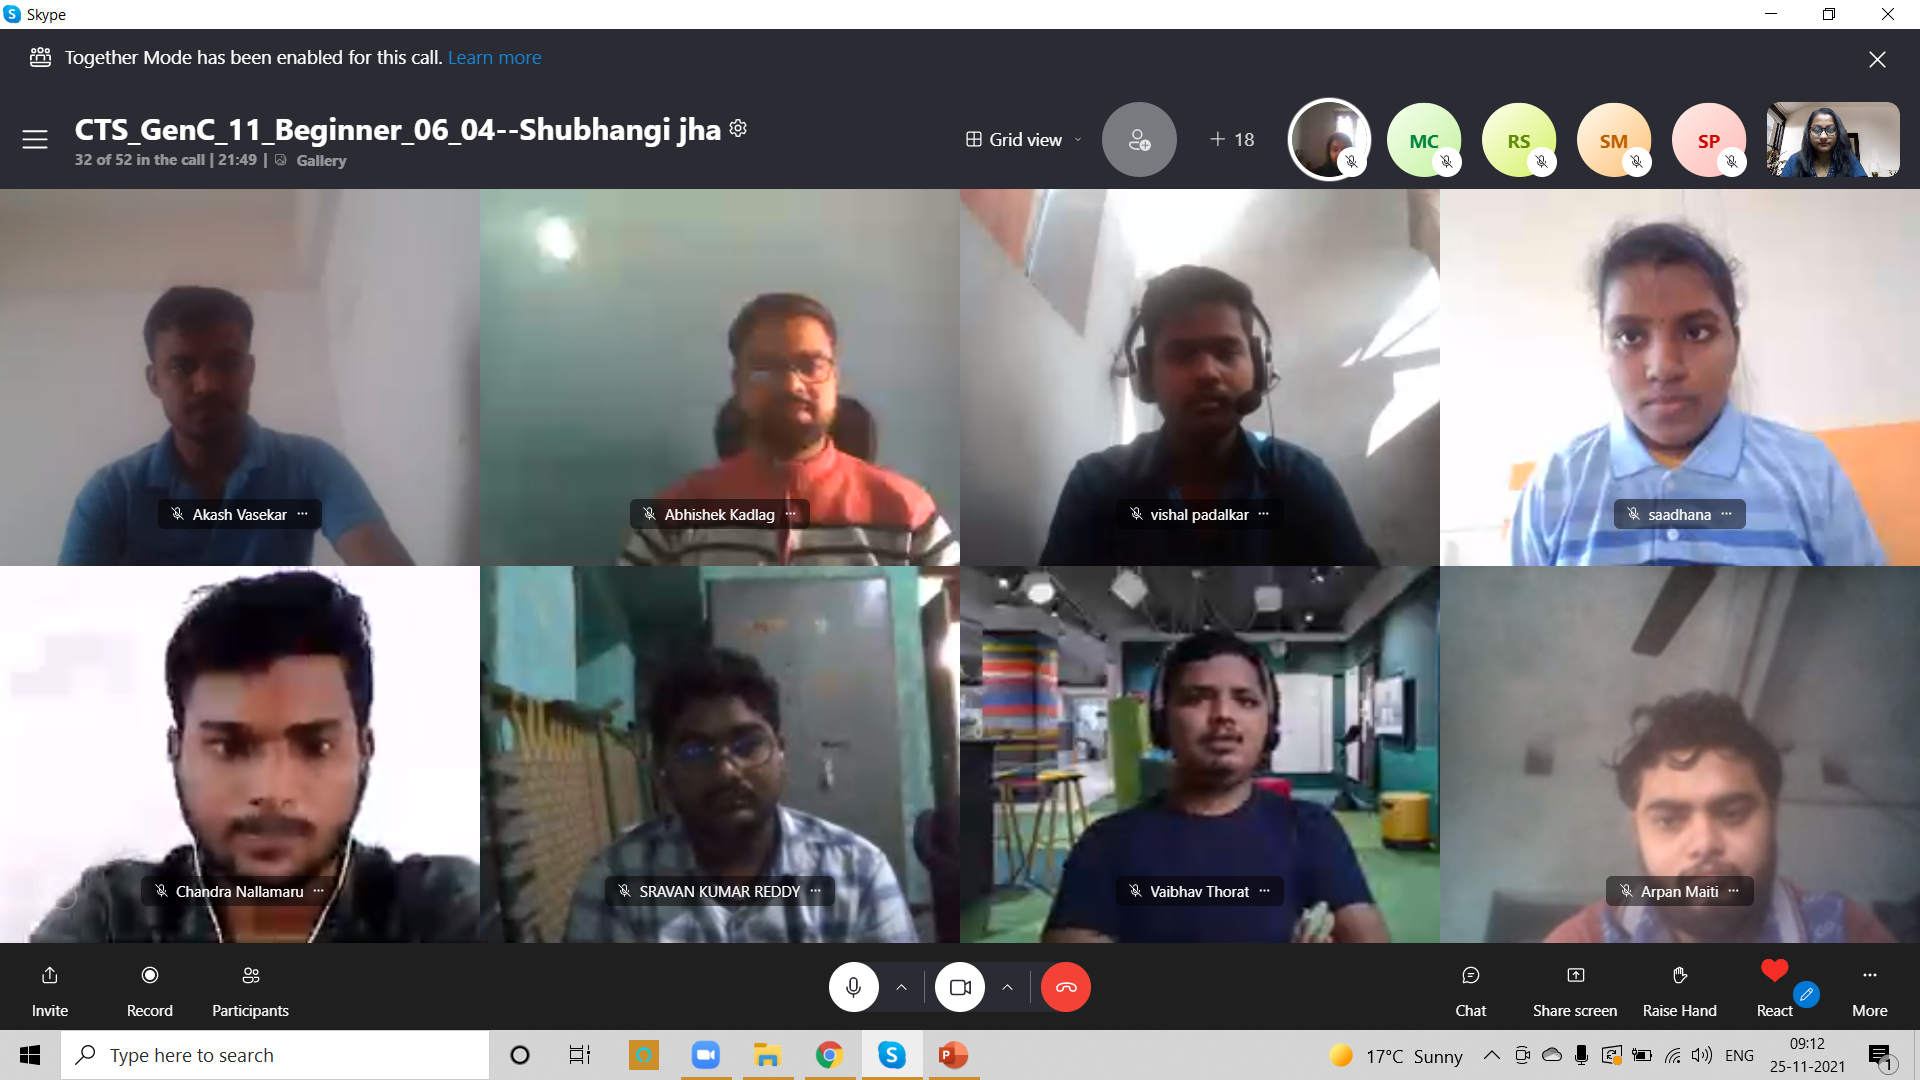 Skype
Together Mode has been enabled for this call. Learn more
CTS_GenC_11_Beginner_06_04--Shubhangi jha
32 of 52 in the call | 21:49 | Gallery
Grid view
+ 18
MC
RS
SM
SP
Akash Vasekar ...
Abhishek Kadlag ...
vishal padalkar ...
saadhana ...
Chandra Nallamaru ...
SRAVAN KUMAR REDDY ...
Vaibhav Thorat ...
Arpan Maiti ...
Invite
Record
Participants
Chat
Share screen
Raise Hand
React
More
Type here to search
P
17°C Sunny
ENG
09:12
25-11-2021
1